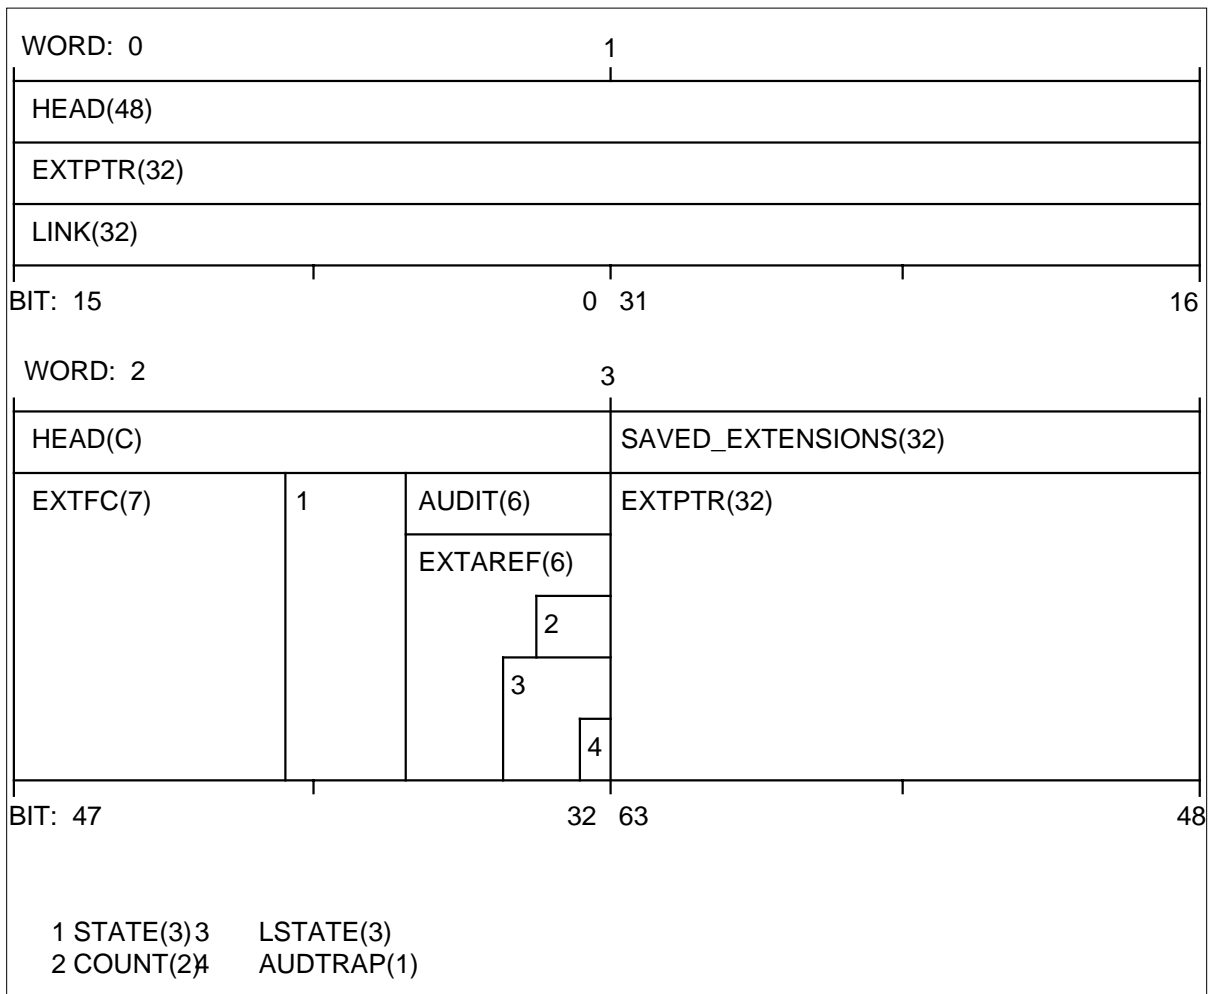 WORD: 0 1
HEAD(48)
EXTPTR(32)
LINK(32)
BIT: 15 0 31 16
WORD: 2 3
HEAD(C) SAVED_EXTENSIONS(32)
EXTFC(7) 1 AUDIT(6) EXTPTR(32)
EXTAREF(6)
2
3
4
BIT: 47 32 63 48
1 STATE(3) 3 LSTATE(3)
2 COUNT(2) 4 AUDTRAP(1)